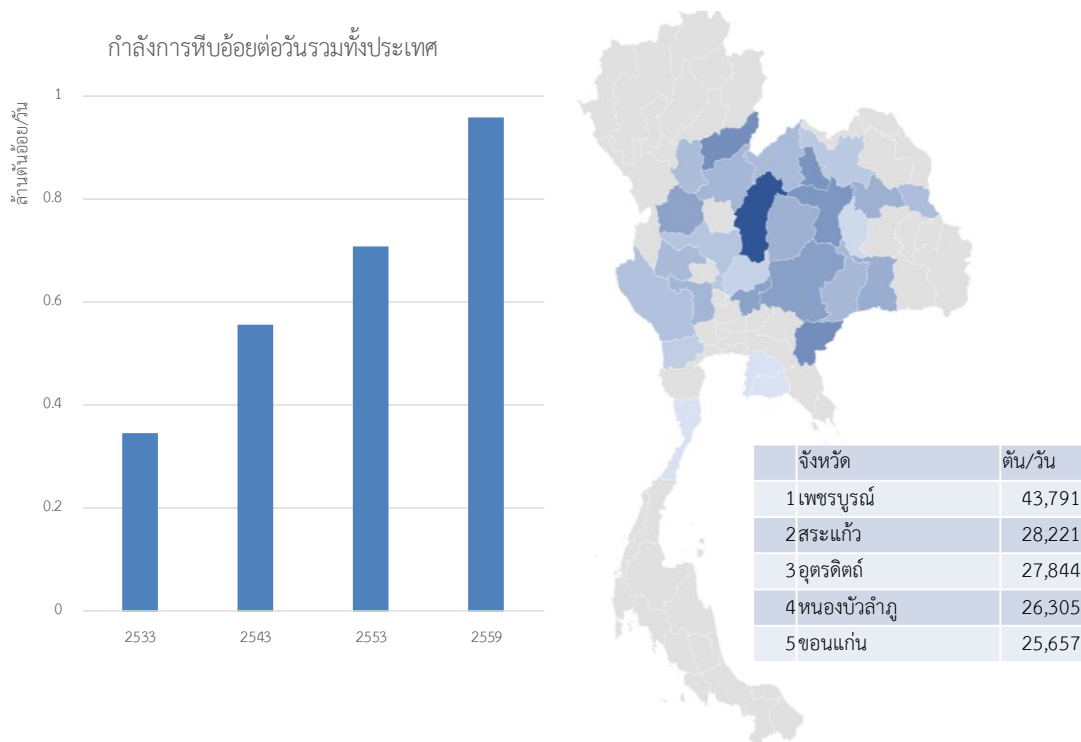 กำลังการหีบอ้อยต่อวันรวมทั้งประเทศ
ล้านตันอ้อย/วัน
1
0.8
0.6
0.4
0.2
0
2533 2543 2553 2559
จังหวัด ตัน/วัน
1 เพชรบูรณ์ 43,791
2 สระแก้ว 28,221
3 อุตรดิตถ์ 27,844
4 หนองบัวลำภู 26,305
5 ขอนแก่น 25,657